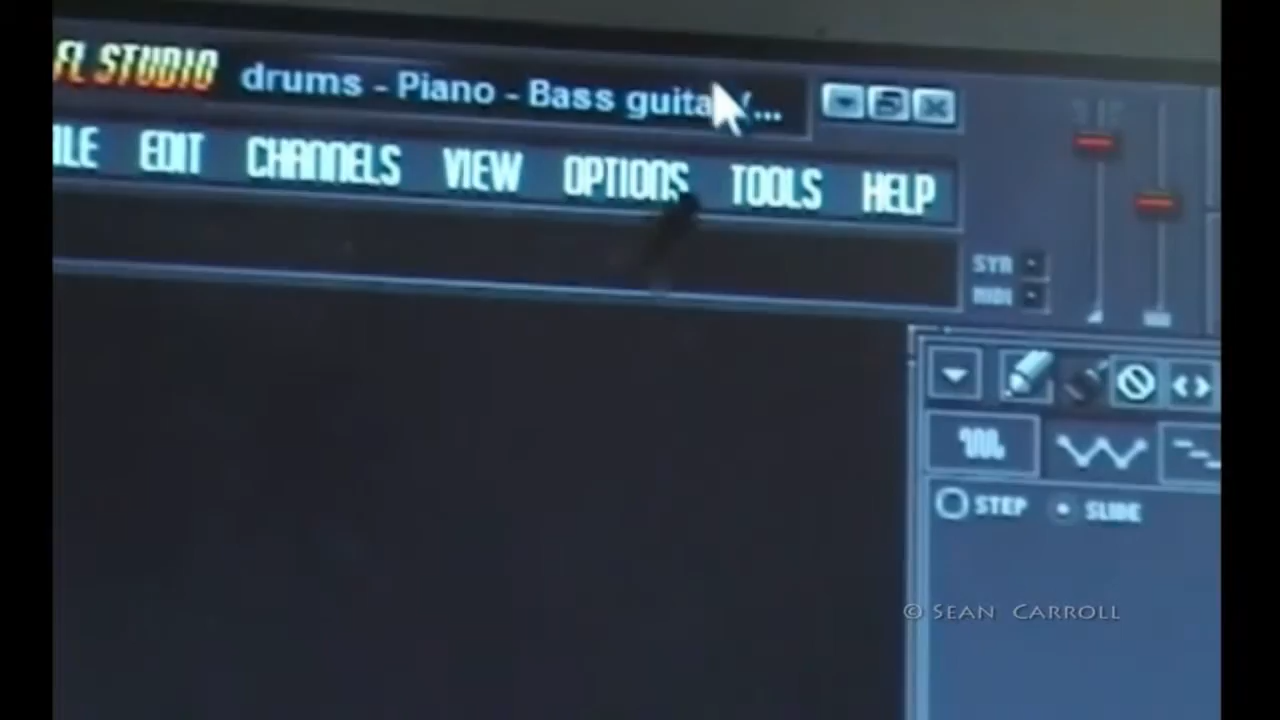 FL STUDIO drums - Piano - Bass guita (...
ILE EDIT CHANNELS VIEW OPTIONS TOOLS HELP
SYN
MIDI
STEP SLIDE
© SEAN CARROLL